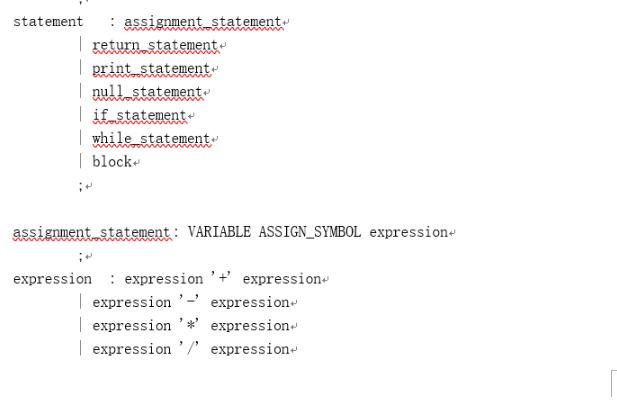 statement : assignment_statement
| return_statement
| print_statement
| null_statement
| if_statement
| while_statement
| block
;
assignment_statement: VARIABLE ASSIGN_SYMBOL expression
;
expression : expression '+' expression
| expression '-' expression
| expression '*' expression
| expression '/' expression